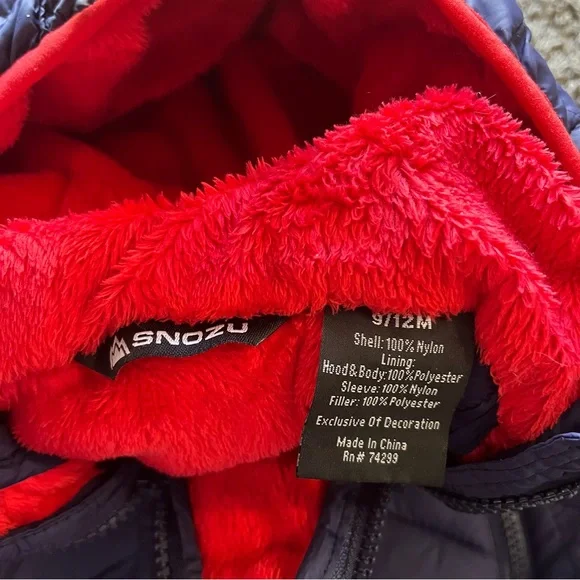 SNOZU
9/12M
Shell: 100% Nylon
Lining:
Hood & Body: 100% Polyester
Sleeve: 100% Nylon
Filler: 100% Polyester
Exclusive Of Decoration
Made In China
Rn# 74299